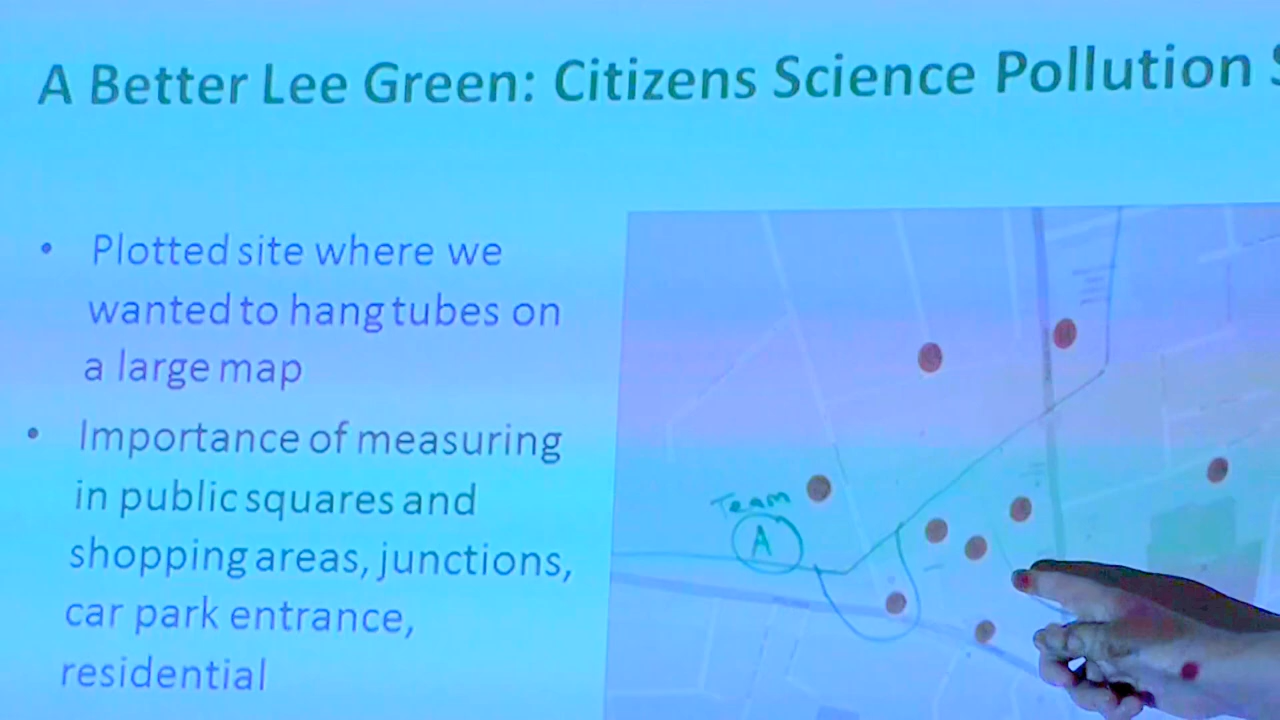 A Better Lee Green: Citizens Science Pollution S
• Plotted site where we
wanted to hang tubes on
a large map
• Importance of measuring
in public squares and
shopping areas, junctions,
car park entrance,
residential
Team
A